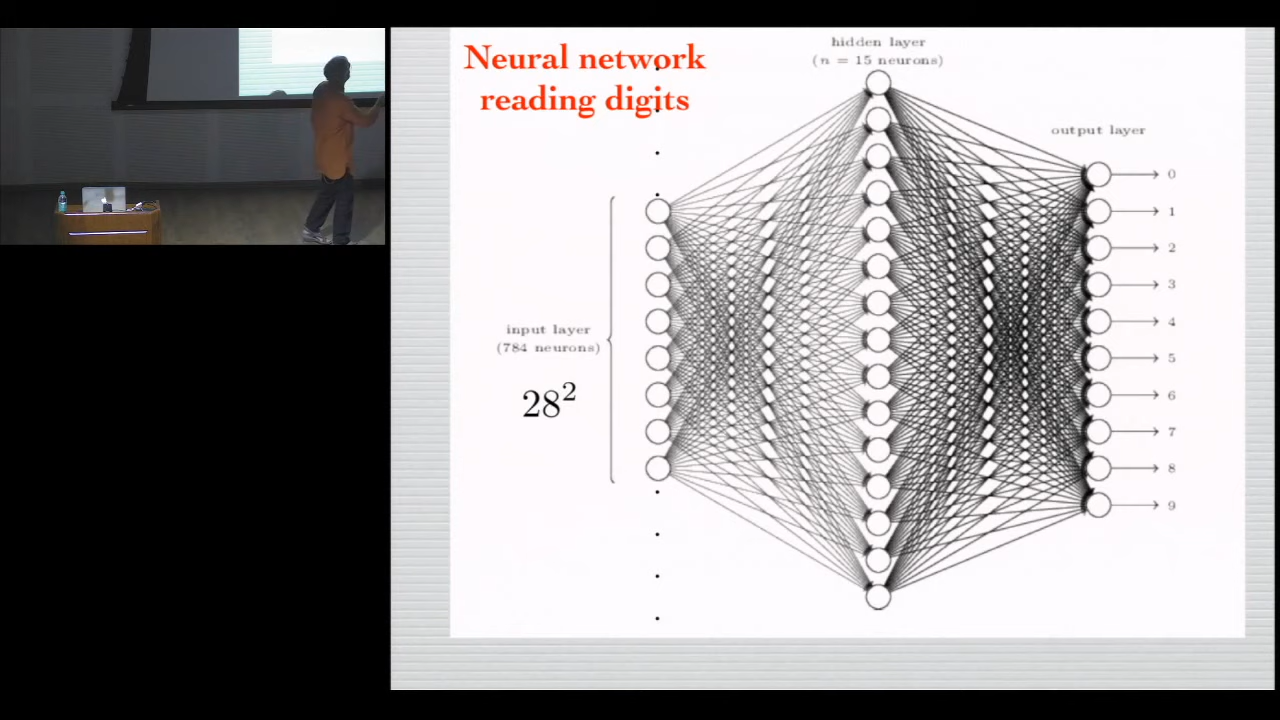 Neural network
reading digits
hidden layer
(n = 15 neurons)
output layer
input layer
(784 neurons)
28²
0
1
2
3
4
5
6
7
8
9